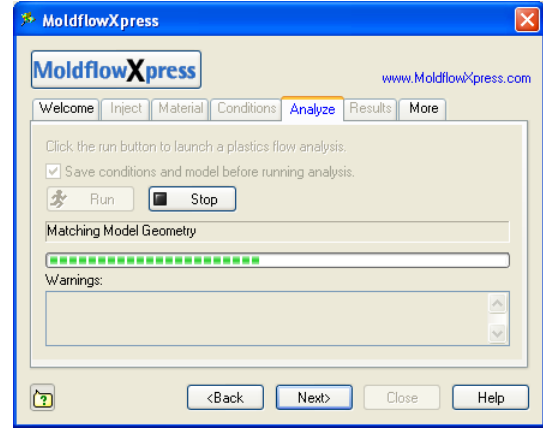 MoldflowXpress
MoldflowXpress
www.MoldflowXpress.com
Welcome Inject Material Conditions Analyze Results More
Click the run button to launch a plastics flow analysis.
Save conditions and model before running analysis.
Run Stop
Matching Model Geometry
Warnings:
<Back Next> Close Help